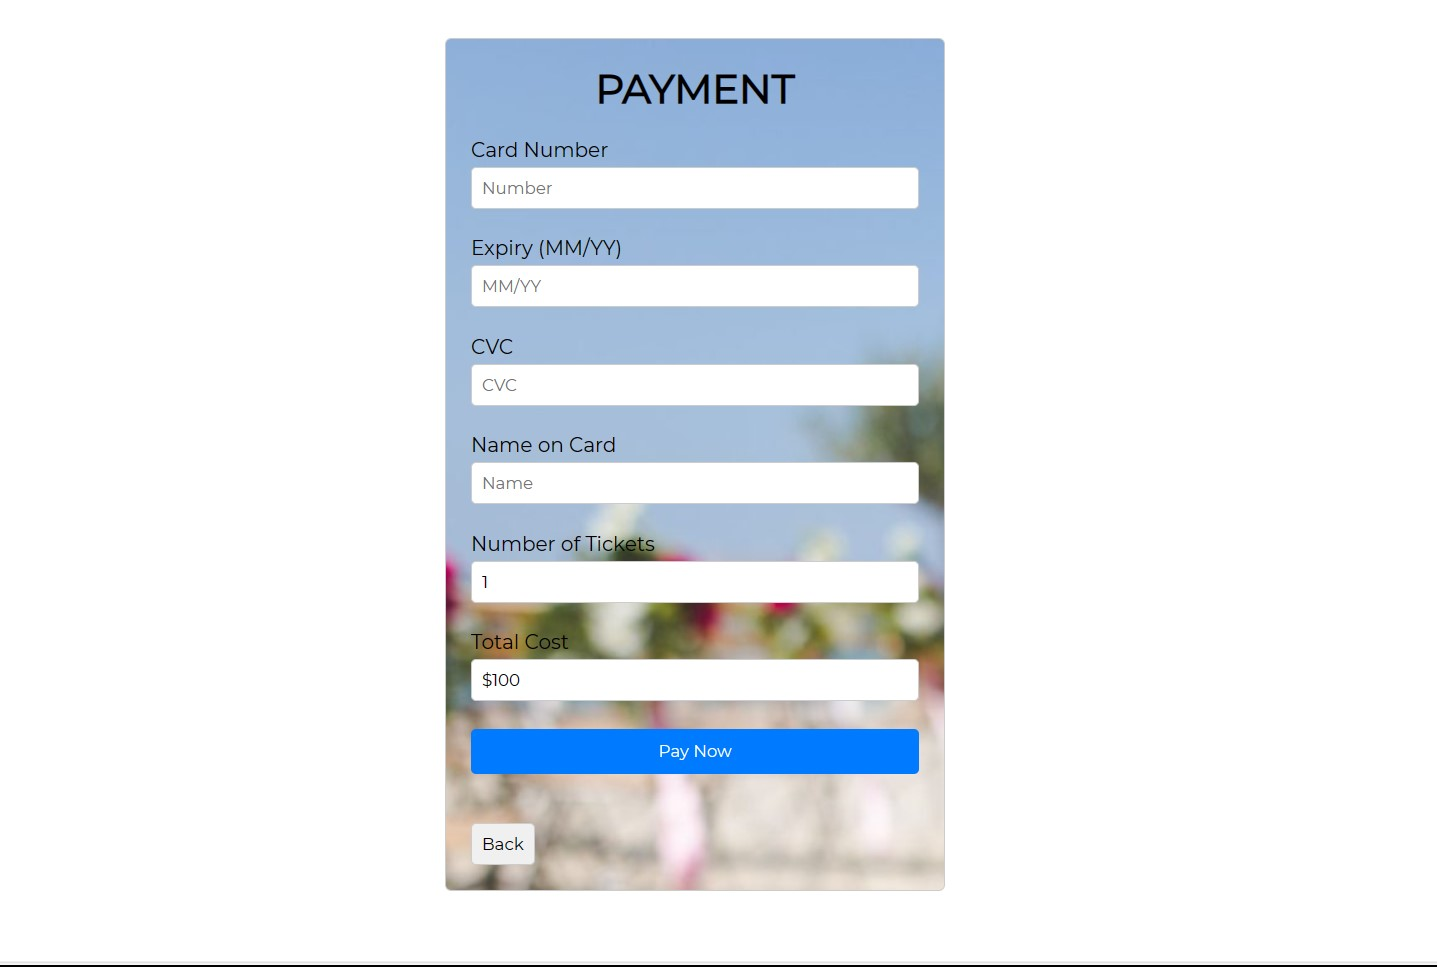 PAYMENT
Card Number
Number
Expiry (MM/YY)
MM/YY
CVC
CVC
Name on Card
Name
Number of Tickets
1
Total Cost
$100
Pay Now
Back